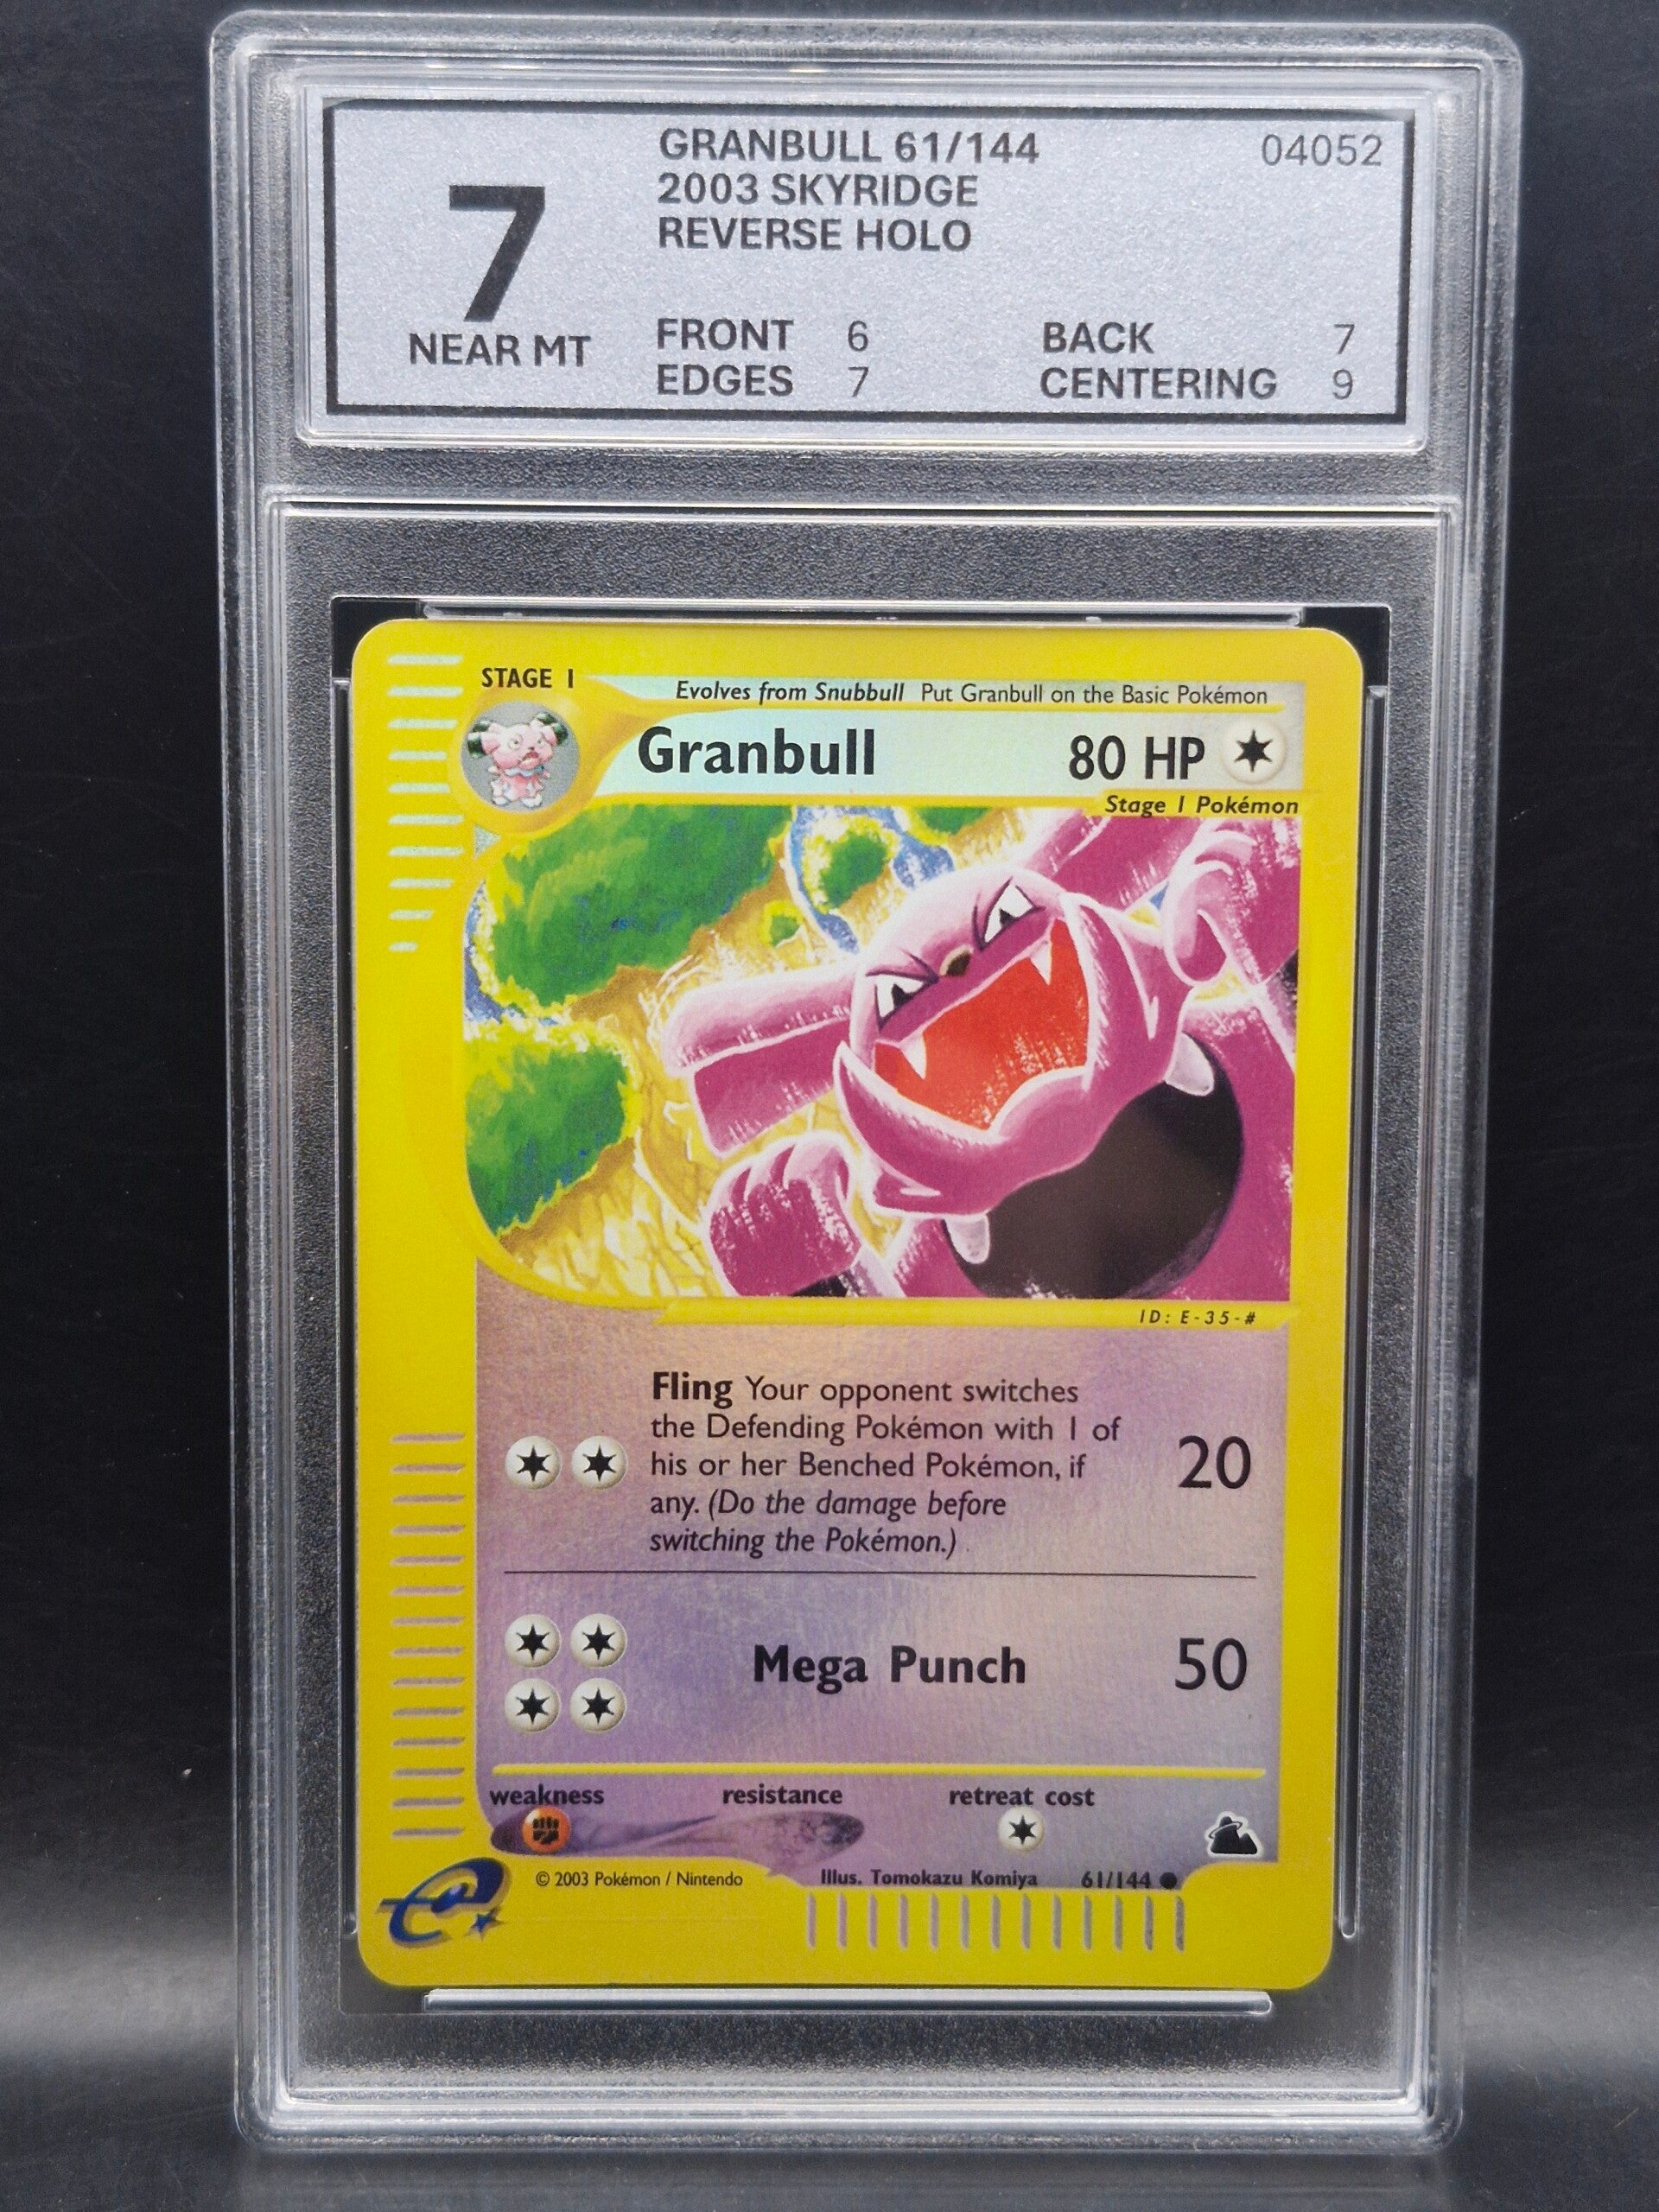 GRANBULL 61/144 04052
2003 SKYRIDGE
REVERSE HOLO
7
NEAR MT
FRONT 6 BACK 7
EDGES 7 CENTERING 9
STAGE 1
Evolves from Snubbull Put Granbull on the Basic Pokémon
Granbull 80 HP
Stage 1 Pokémon
ID: E-35-#
Fling Your opponent switches
the Defending Pokémon with 1 of
his or her Benched Pokémon, if
any. (Do the damage before
switching the Pokémon.)
20
Mega Punch 50
weakness resistance retreat cost
e
© 2003 Pokémon / Nintendo Illus. Tomokazu Komiya 61/144 ●